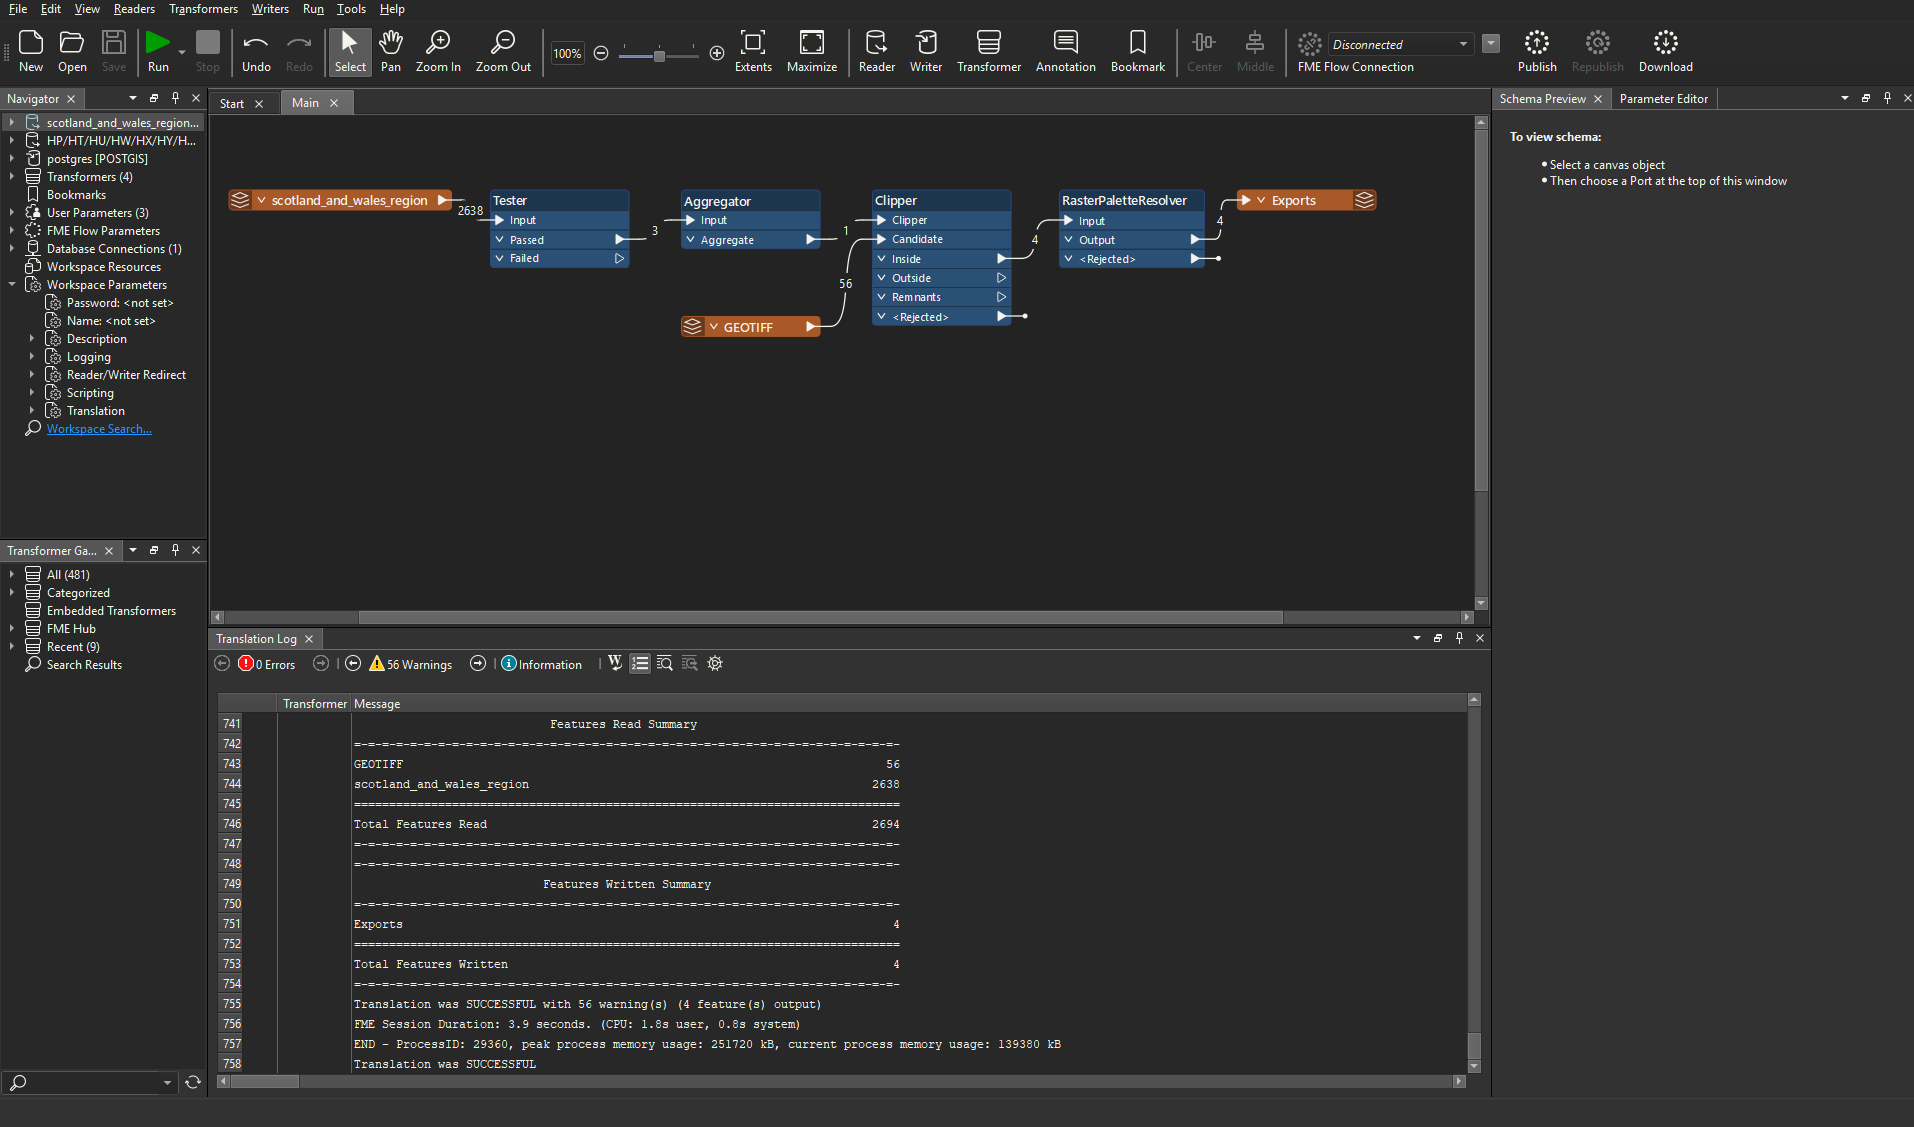 File Edit View Readers Transformers Writers Run Tools Help
New Open Save Run Stop Undo Redo Select Pan Zoom In Zoom Out 100% Extents Maximize Reader Writer Transformer Annotation Bookmark Center Middle Disconnected FME Flow Connection Publish Republish Download
Navigator
scotland_and_wales_region...
HP/HT/HU/HW/HX/HY/H...
postgres [POSTGIS]
Transformers (4)
Bookmarks
User Parameters (3)
FME Flow Parameters
Database Connections (1)
Workspace Resources
Workspace Parameters
Password: <not set>
Name: <not set>
Description
Logging
Reader/Writer Redirect
Scripting
Translation
Workspace Search...
Transformer Ga...
All (481)
Categorized
Embedded Transformers
FME Hub
Recent (9)
Search Results
Start Main
scotland_and_wales_region
2638
Tester
Input
Passed
Failed
3
Aggregator
Input
Aggregate
1
GEOTIFF
56
Clipper
Clipper
Candidate
Inside
Outside
Remnants
<Rejected>
4
RasterPaletteResolver
Input
Output
<Rejected>
4
Exports
Translation Log
0 Errors 56 Warnings Information
Transformer Message
741 Features Read Summary
742 =-=-=-=-=-=-=-=-=-=-=-=-=-=-=-=-=-=-=-=-=-=-=-=-=-=-=-=-=-=-=-=-=-=-=-=-=-=-
743 GEOTIFF 56
744 scotland_and_wales_region 2638
745 ==============================================================================
746 Total Features Read 2694
747 =-=-=-=-=-=-=-=-=-=-=-=-=-=-=-=-=-=-=-=-=-=-=-=-=-=-=-=-=-=-=-=-=-=-=-=-=-=-
748 =-=-=-=-=-=-=-=-=-=-=-=-=-=-=-=-=-=-=-=-=-=-=-=-=-=-=-=-=-=-=-=-=-=-=-=-=-=-
749 Features Written Summary
750 =-=-=-=-=-=-=-=-=-=-=-=-=-=-=-=-=-=-=-=-=-=-=-=-=-=-=-=-=-=-=-=-=-=-=-=-=-=-
751 Exports 4
752 ==============================================================================
753 Total Features Written 4
754 =-=-=-=-=-=-=-=-=-=-=-=-=-=-=-=-=-=-=-=-=-=-=-=-=-=-=-=-=-=-=-=-=-=-=-=-=-=-
755 Translation was SUCCESSFUL with 56 warning(s) (4 feature(s) output)
756 FME Session Duration: 3.9 seconds. (CPU: 1.8s user, 0.8s system)
757 END - ProcessID: 29360, peak process memory usage: 251720 kB, current process memory usage: 139380 kB
758 Translation was SUCCESSFUL
Schema Preview Parameter Editor
To view schema:
• Select a canvas object
• Then choose a Port at the top of this window